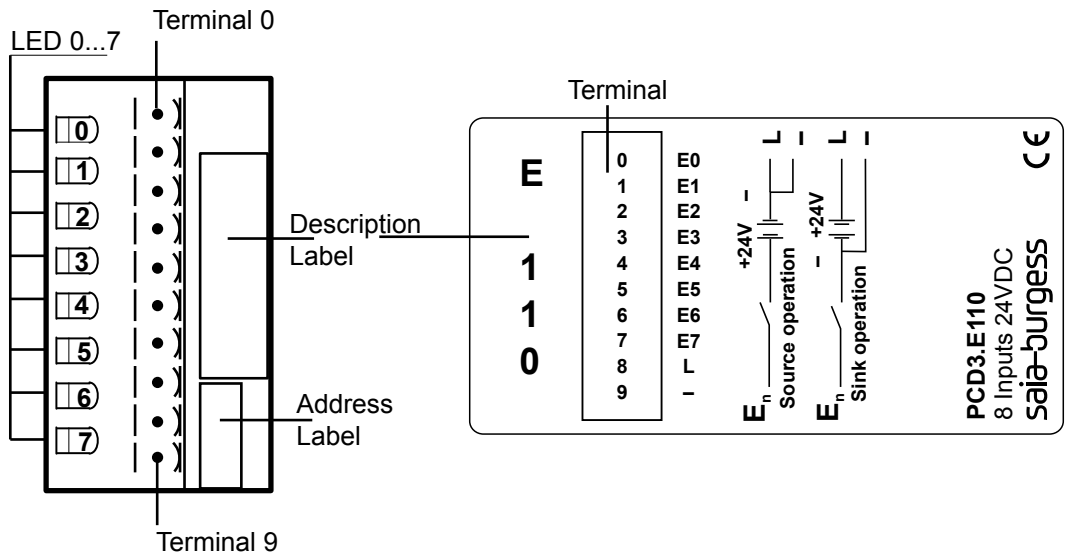 Terminal 0
LED 0...7
0
1
2
3
4
5
6
7
Description
Label
Address
Label
Terminal 9
Terminal
E
1
1
0
0 E0
1 E1
2 E2
3 E3
4 E4
5 E5
6 E6
7 E7
8 L
9 –
L
–
+24V –
En
Source operation
L
–
– +24V
En
Sink operation
CE
PCD3.E110
8 Inputs 24VDC
saia-burgess